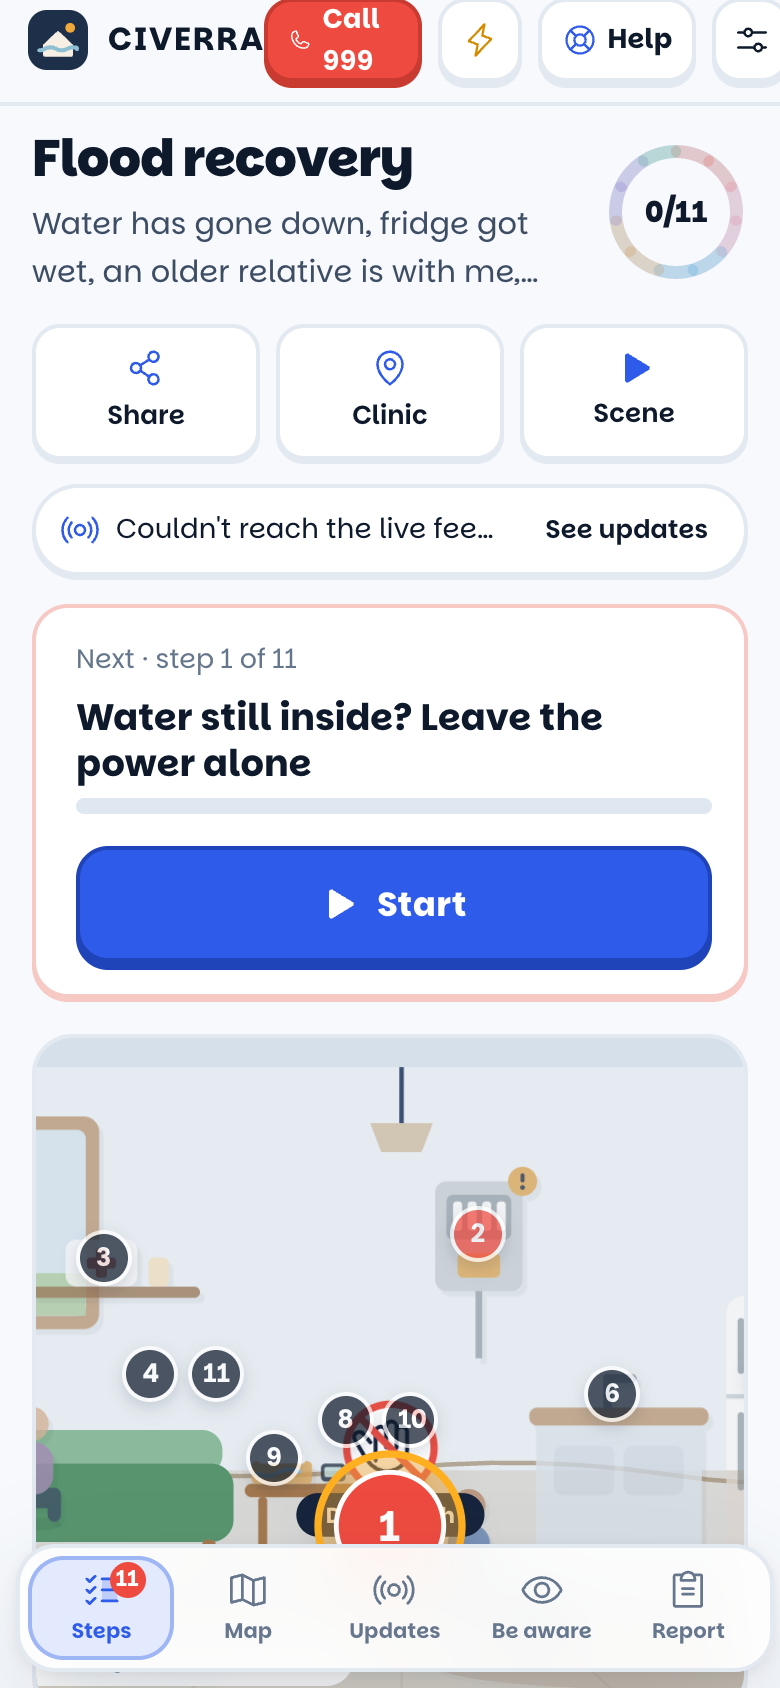 CIVERRA
Call
999
Help
Flood recovery
Water has gone down, fridge got
wet, an older relative is with me,...
0/11
Share
Clinic
Scene
Couldn't reach the live fee...
See updates
Next · step 1 of 11
Water still inside? Leave the
power alone
Start
!
2
3
4
11
6
8
10
9
1
11
Steps
Map
Updates
Be aware
Report